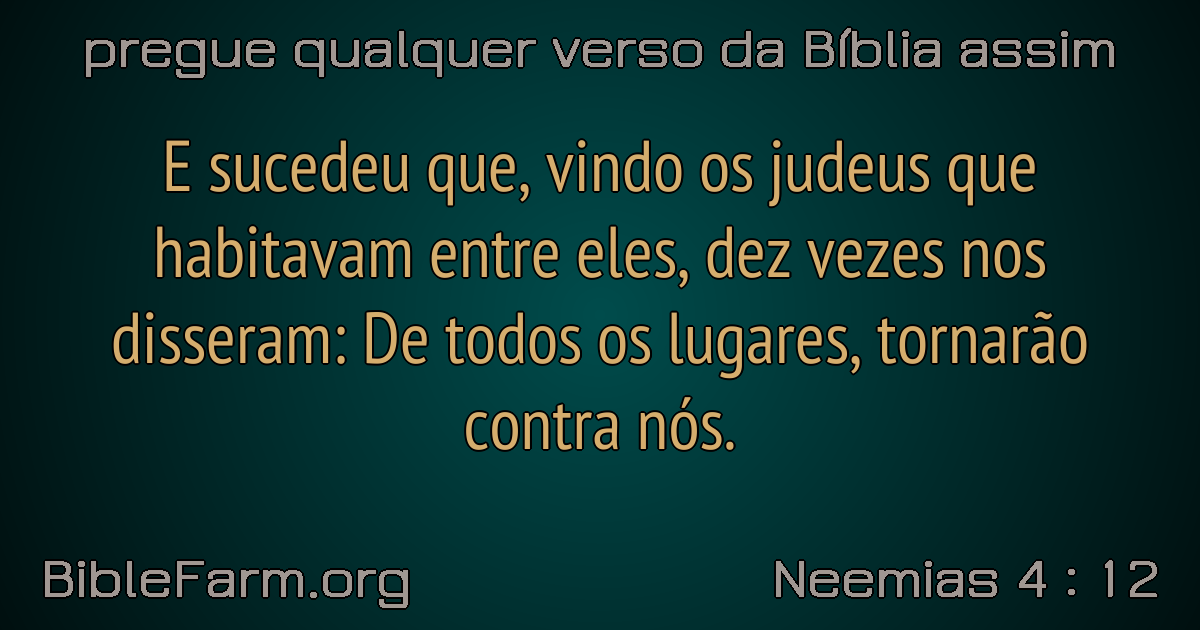 pregue qualquer verso da Bíblia assim
E sucedeu que, vindo os judeus que
habitavam entre eles, dez vezes nos
disseram: De todos os lugares, tornarão
contra nós.
BibleFarm.org
Neemias 4 : 12